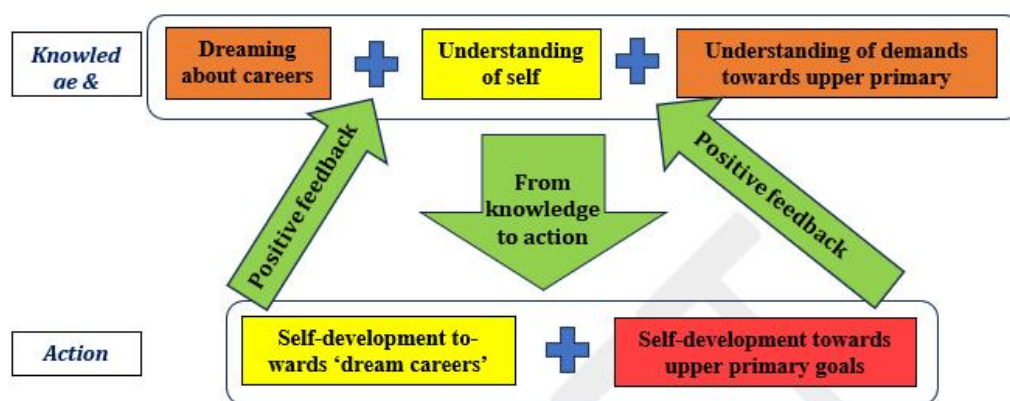 Knowled
ae &
Dreaming
about careers
Understanding
of self
Understanding of demands
towards upper primary
Positive feedback
From
knowledge
to action
Positive feedback
Action
Self-development to-
wards ‘dream careers’
Self-development towards
upper primary goals